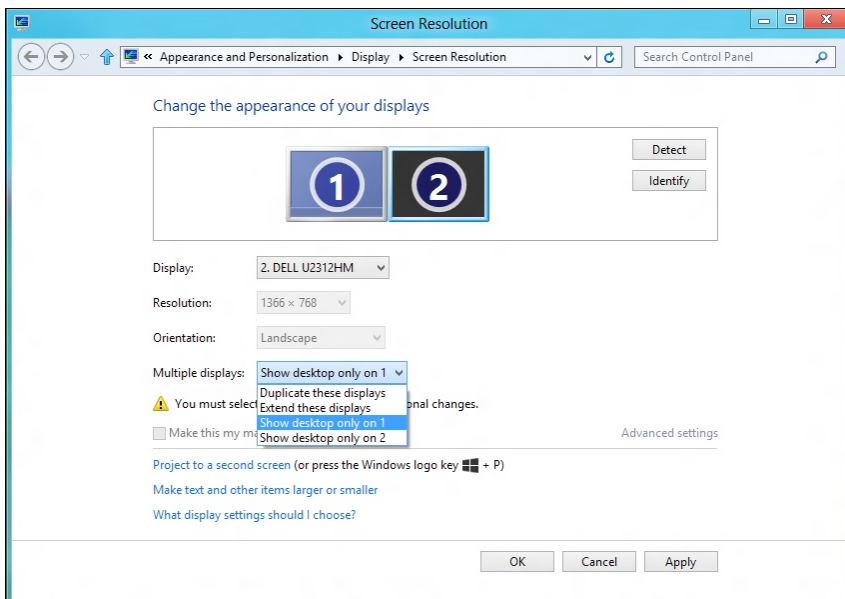 Screen Resolution
« Appearance and Personalization ▸ Display ▸ Screen Resolution
Search Control Panel
Change the appearance of your displays
1
2
Detect
Identify
Display: 2. DELL U2312HM
Resolution: 1366 × 768
Orientation: Landscape
Multiple displays: Show desktop only on 1
Duplicate these displays
Extend these displays
Show desktop only on 1
Show desktop only on 2
You must selec
onal changes.
Make this my m
Advanced settings
Project to a second screen (or press the Windows logo key + P)
Make text and other items larger or smaller
What display settings should I choose?
OK
Cancel
Apply